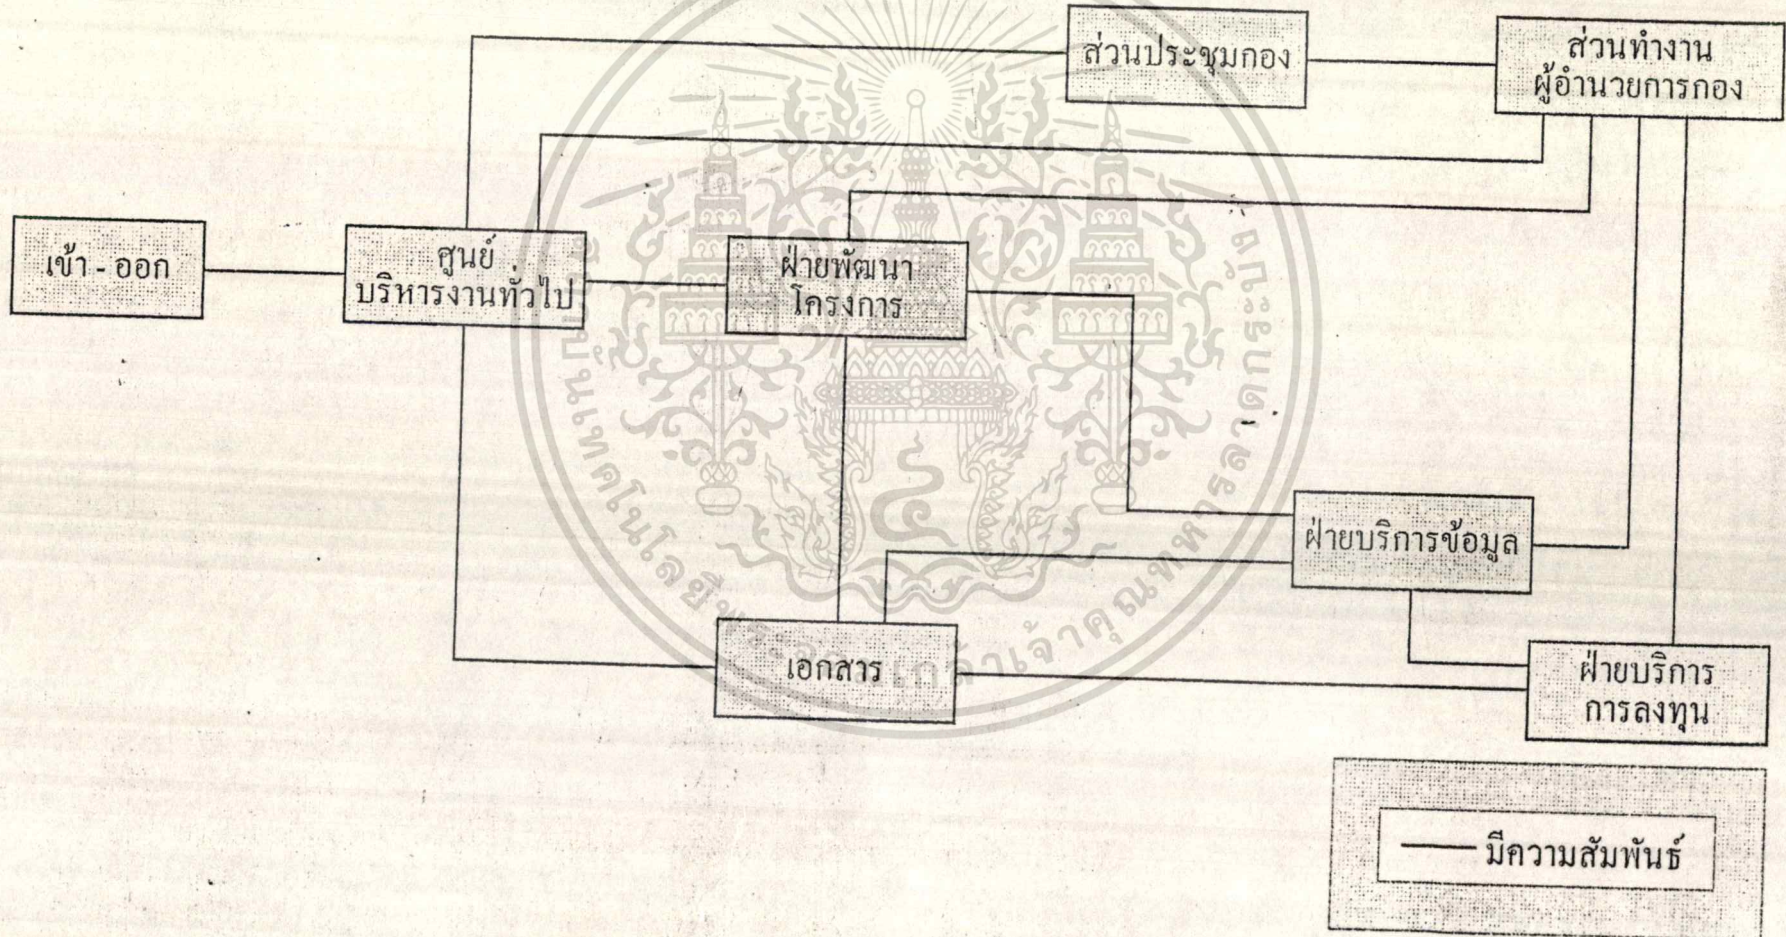 ส่วนประชุมกอง
ส่วนทำงาน
ผู้อำนวยการกอง
เข้า - ออก
ศูนย์
บริหารงานทั่วไป
ฝ่ายพัฒนา
โครงการ
ฝ่ายบริการข้อมูล
เอกสาร
ฝ่ายบริการ
การลงทุน
มีความสัมพันธ์